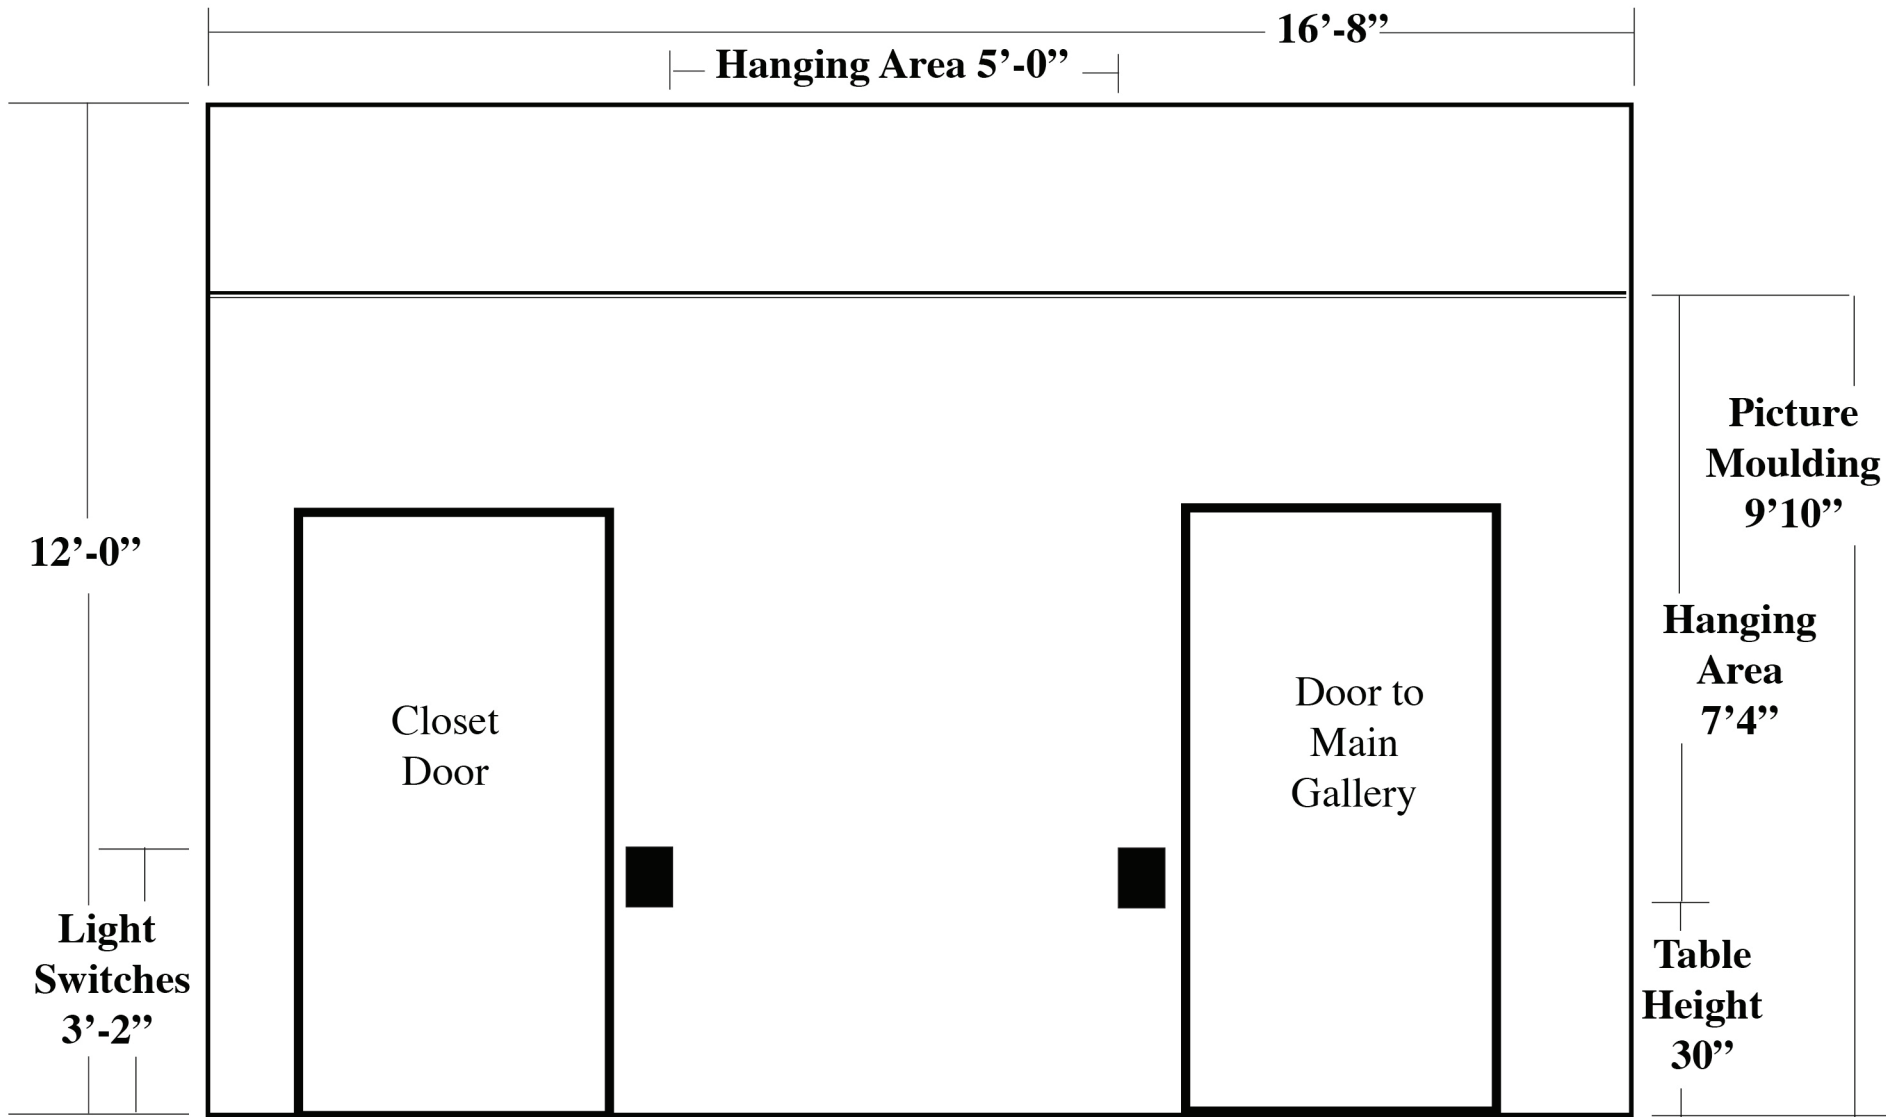 16’-8”
Hanging Area 5’-0”
Picture
Moulding
9’10”
12’-0”
Hanging
Area
7’4”
Closet
Door
Door to
Main
Gallery
Light
Switches
3’-2”
Table
Height
30”